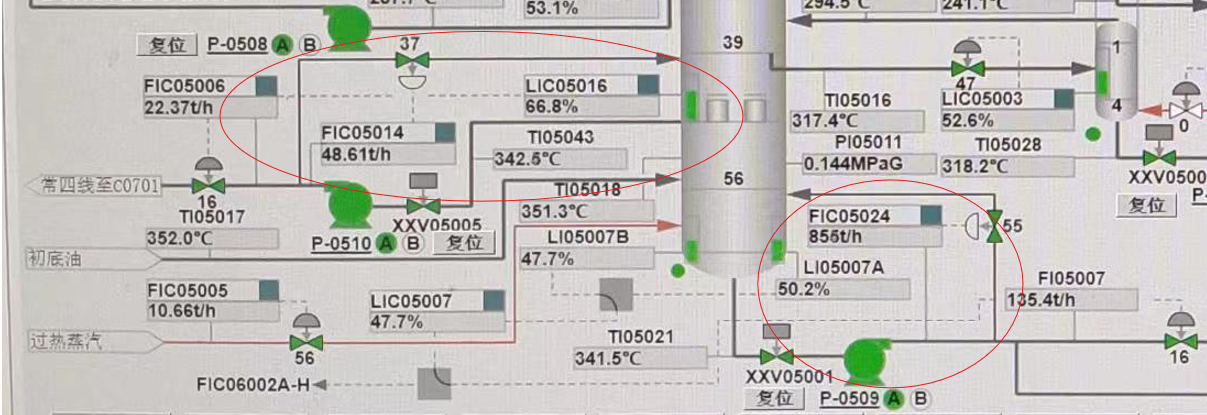 53.1%
294.5℃
241.1℃
复位
P-0508
A
B
37
39
1
FIC05006
22.37t/h
LIC05016
66.8%
47
4
TI05016
317.4℃
LIC05003
52.6%
0
FIC05014
48.61t/h
TI05043
342.5℃
PI05011
0.144MPaG
TI05028
318.2℃
XXV0500
复位
P-
常四线至C0701
16
56
TI05018
351.3℃
XXV05005
P-0510
A
B
复位
TI05017
352.0℃
初底油
LI05007B
47.7%
FIC05024
856t/h
55
LI05007A
50.2%
FI05007
135.4t/h
FIC05005
10.66t/h
LIC05007
47.7%
过热蒸汽
56
TI05021
341.5℃
16
XXV05001
FIC06002A-H
复位
P-0509
A
B